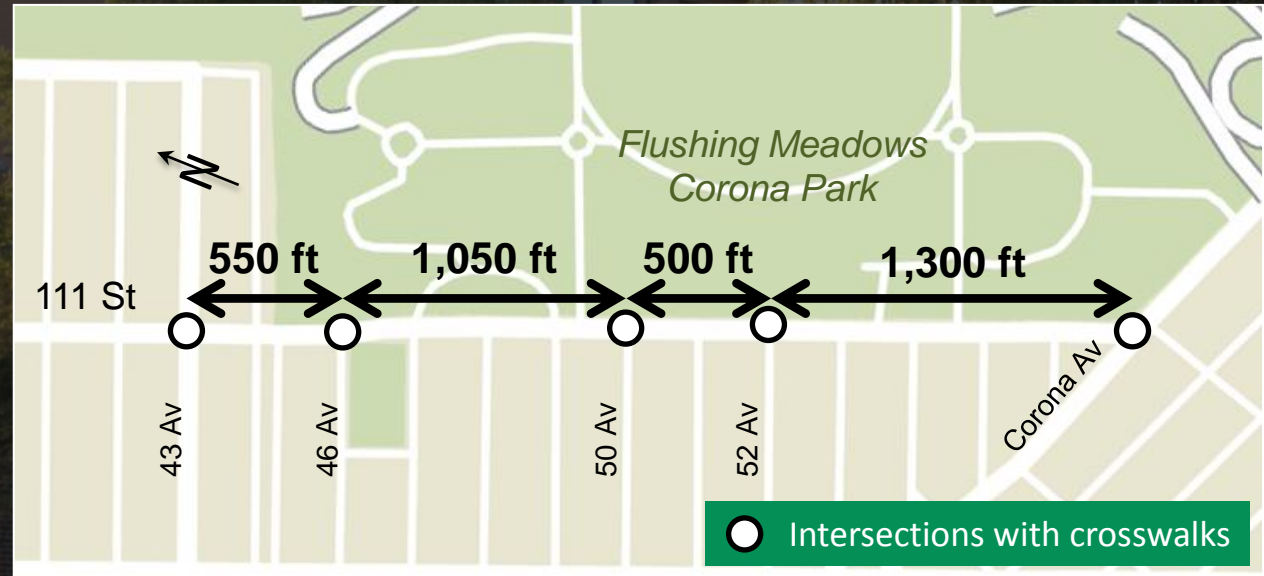 N
Flushing Meadows
Corona Park
550 ft
1,050 ft
500 ft
1,300 ft
111 St
43 Av
46 Av
50 Av
52 Av
Corona Av
Intersections with crosswalks